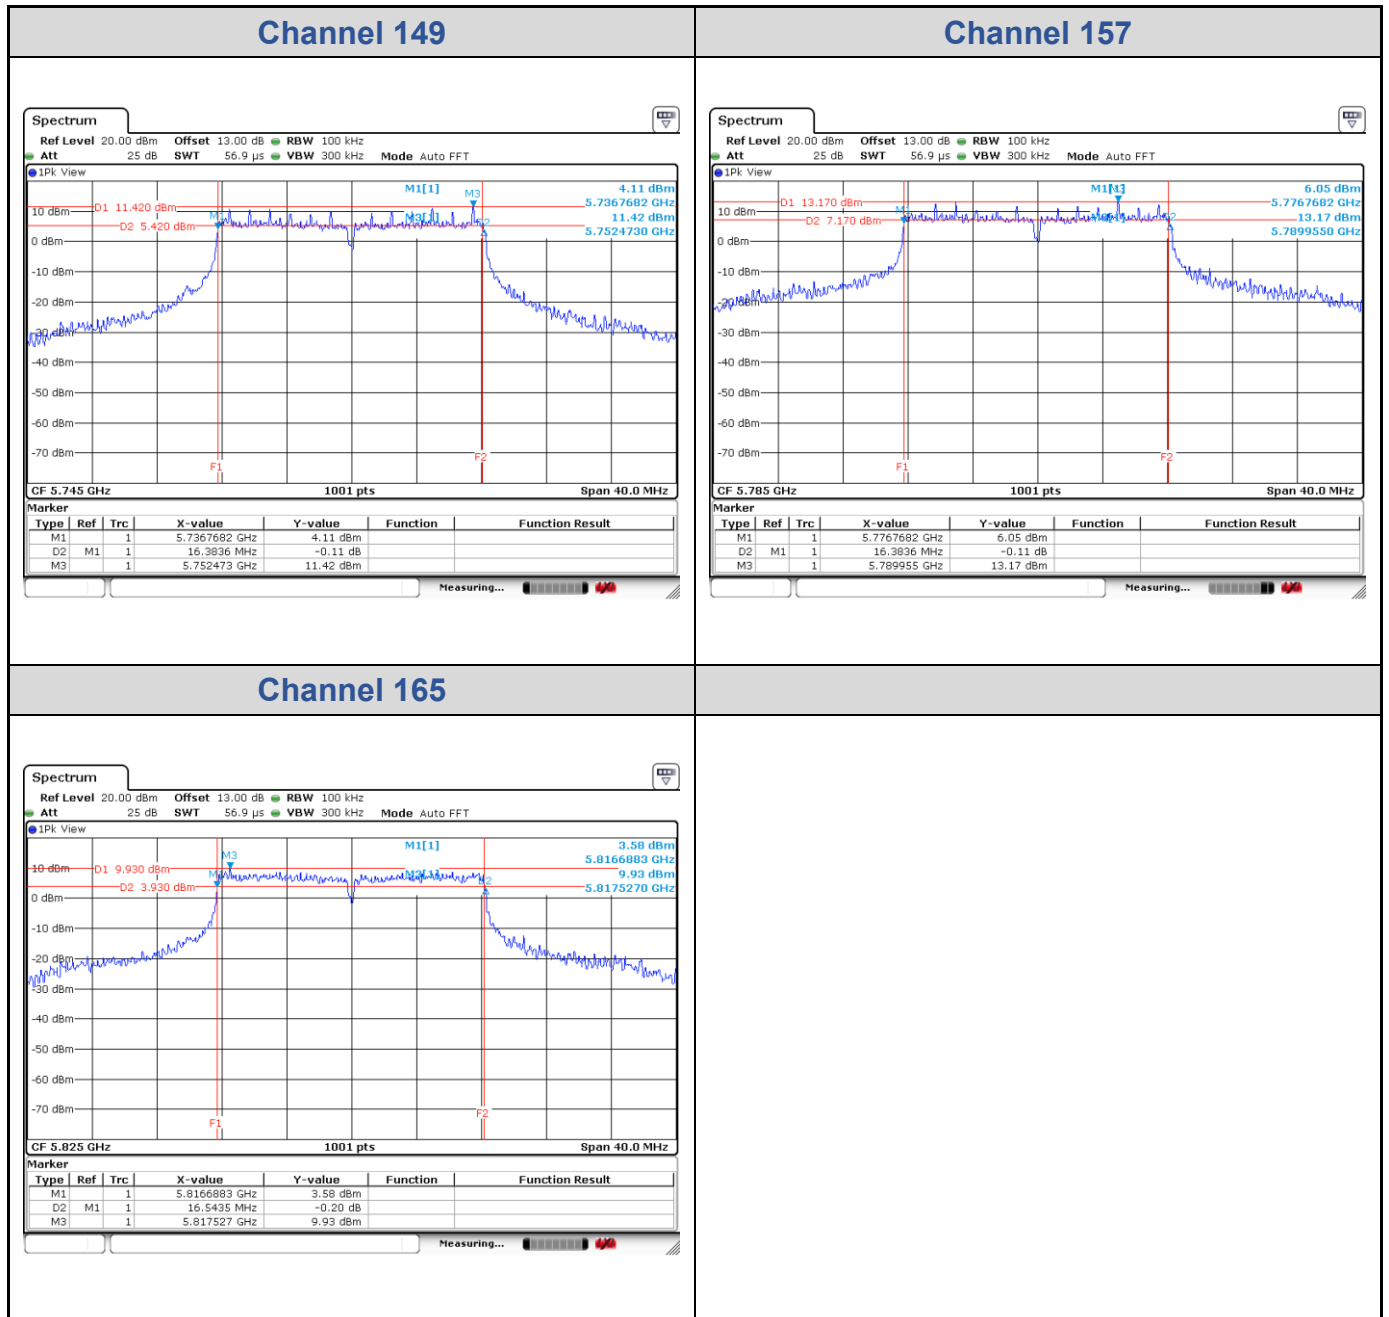 Channel 149
Channel 157
Spectrum
Ref Level 20.00 dBm Offset 13.00 dB RBW 100 kHz
Att 25 dB SWT 56.9 µs VBW 300 kHz Mode Auto FFT
1Pk View
M1[1] 4.11 dBm
5.7367682 GHz
M3[1] 11.42 dBm
5.7524730 GHz
M3
D1 11.420 dBm
D2 5.420 dBm
10 dBm
0 dBm
-10 dBm
-20 dBm
-30 dBm
-40 dBm
-50 dBm
-60 dBm
-70 dBm
F1
F2
CF 5.745 GHz 1001 pts Span 40.0 MHz
Marker
Type Ref Trc X-value Y-value Function Function Result
M1 1 5.7367682 GHz 4.11 dBm
D2 M1 1 16.3836 MHz -0.11 dB
M3 1 5.752473 GHz 11.42 dBm
Measuring...
Spectrum
Ref Level 20.00 dBm Offset 13.00 dB RBW 100 kHz
Att 25 dB SWT 56.9 µs VBW 300 kHz Mode Auto FFT
1Pk View
M1[1] 6.05 dBm
5.7767682 GHz
13.17 dBm
5.7899550 GHz
M3
D1 13.170 dBm
D2 7.170 dBm
10 dBm
0 dBm
-10 dBm
-20 dBm
-30 dBm
-40 dBm
-50 dBm
-60 dBm
-70 dBm
F1
F2
CF 5.785 GHz 1001 pts Span 40.0 MHz
Marker
Type Ref Trc X-value Y-value Function Function Result
M1 1 5.7767682 GHz 6.05 dBm
D2 M1 1 16.3836 MHz -0.11 dB
M3 1 5.789955 GHz 13.17 dBm
Measuring...
Channel 165
Spectrum
Ref Level 20.00 dBm Offset 13.00 dB RBW 100 kHz
Att 25 dB SWT 56.9 µs VBW 300 kHz Mode Auto FFT
1Pk View
M1[1] 3.58 dBm
5.8166883 GHz
M3[1] 9.93 dBm
5.8175270 GHz
M3
D1 9.930 dBm
D2 3.930 dBm
10 dBm
0 dBm
-10 dBm
-20 dBm
-30 dBm
-40 dBm
-50 dBm
-60 dBm
-70 dBm
F1
F2
CF 5.825 GHz 1001 pts Span 40.0 MHz
Marker
Type Ref Trc X-value Y-value Function Function Result
M1 1 5.8166883 GHz 3.58 dBm
D2 M1 1 16.5435 MHz -0.20 dB
M3 1 5.817527 GHz 9.93 dBm
Measuring...